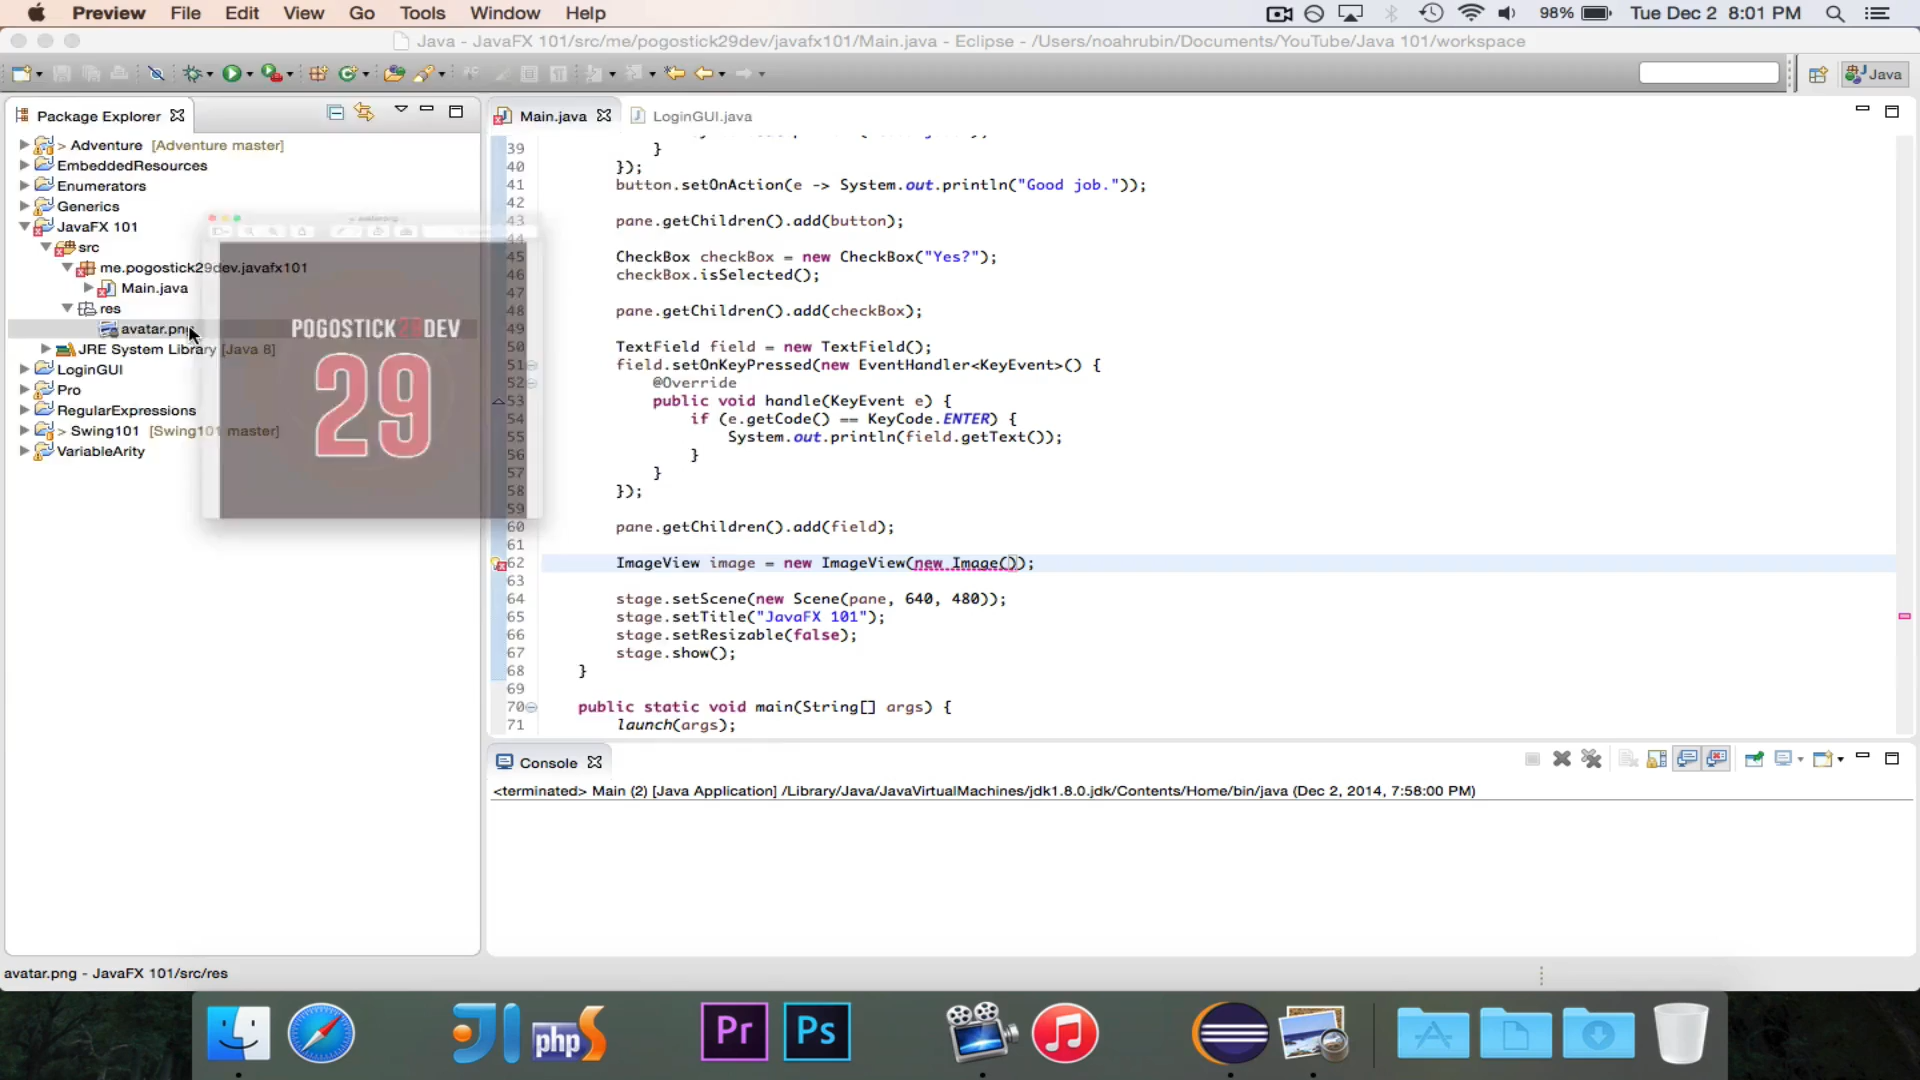 Preview File Edit View Go Tools Window Help 98% Tue Dec 2 8:01 PM
Java - JavaFX 101/src/me/pogostick29dev/javafx101/Main.java - Eclipse - /Users/noahrubin/Documents/YouTube/Java 101/workspace
Java
Package Explorer
> Adventure [Adventure master]
EmbeddedResources
Enumerators
Generics
JavaFX 101
src
me.pogostick29dev.javafx101
Main.java
res
avatar.png
JRE System Library [Java 8]
LoginGUI
Pro
RegularExpressions
> Swing101 [Swing101 master]
VariableArity
POGOSTICK29DEV
29
Main.java LoginGUI.java
39 }
40 });
41 button.setOnAction(e -> System.out.println("Good job."));
42
43 pane.getChildren().add(button);
44
45 CheckBox checkBox = new CheckBox("Yes?");
46 checkBox.isSelected();
47
48 pane.getChildren().add(checkBox);
49
50 TextField field = new TextField();
51 field.setOnKeyPressed(new EventHandler<KeyEvent>() {
52 @Override
53 public void handle(KeyEvent e) {
54 if (e.getCode() == KeyCode.ENTER) {
55 System.out.println(field.getText());
56 }
57 }
58 });
59
60 pane.getChildren().add(field);
61
62 ImageView image = new ImageView(new Image());
63
64 stage.setScene(new Scene(pane, 640, 480));
65 stage.setTitle("JavaFX 101");
66 stage.setResizable(false);
67 stage.show();
68 }
69
70 public static void main(String[] args) {
71 launch(args);
Console
<terminated> Main (2) [Java Application] /Library/Java/JavaVirtualMachines/jdk1.8.0.jdk/Contents/Home/bin/java (Dec 2, 2014, 7:58:00 PM)
avatar.png - JavaFX 101/src/res
php
Pr
Ps